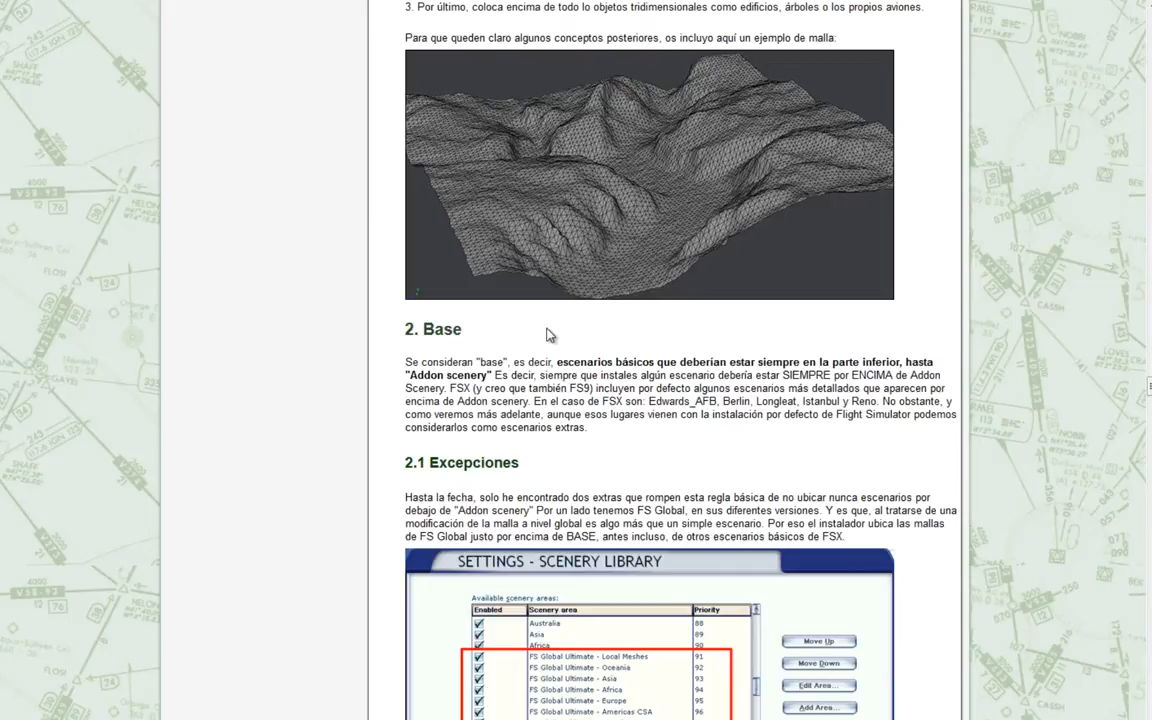 3. Por último, coloca encima de todo lo objetos tridimensionales como edificios, árboles o los propios aviones.
Para que queden claro algunos conceptos posteriores, os incluyo aquí un ejemplo de malla:
2. Base
Se consideran "base", es decir, escenarios básicos que deberían estar siempre en la parte inferior, hasta
"Addon scenery" Es decir, siempre que instales algún escenario debería estar SIEMPRE por ENCIMA de Addon
Scenery. FSX (y creo que también FS9) incluyen por defecto algunos escenarios más detallados que aparecen por
encima de Addon scenery. En el caso de FSX son: Edwards_AFB, Berlin, Longleat, Istanbul y Reno. No obstante, y
como veremos más adelante, aunque esos lugares vienen con la instalación por defecto de Flight Simulator podemos
considerarlos como escenarios extras.
2.1 Excepciones
Hasta la fecha, solo he encontrado dos extras que rompen esta regla básica de no ubicar nunca escenarios por
debajo de "Addon scenery" Por un lado tenemos FS Global, en sus diferentes versiones. Y es que, al tratarse de una
modificación de la malla a nivel global es algo más que un simple escenario. Por eso el instalador ubica las mallas
de FS Global justo por encima de BASE, antes incluso, de otros escenarios básicos de FSX.
SETTINGS - SCENERY LIBRARY
Available scenery areas:
Enabled Scenery area Priority
Australia 88
Asia 89
Africa 90
FS Global Ultimate - Local Meshes 91
FS Global Ultimate - Oceania 92
FS Global Ultimate - Asia 93
FS Global Ultimate - Africa 94
FS Global Ultimate - Europe 95
FS Global Ultimate - Americas CSA 96
Move Up
Move Down
Edit Area...
Add Area...